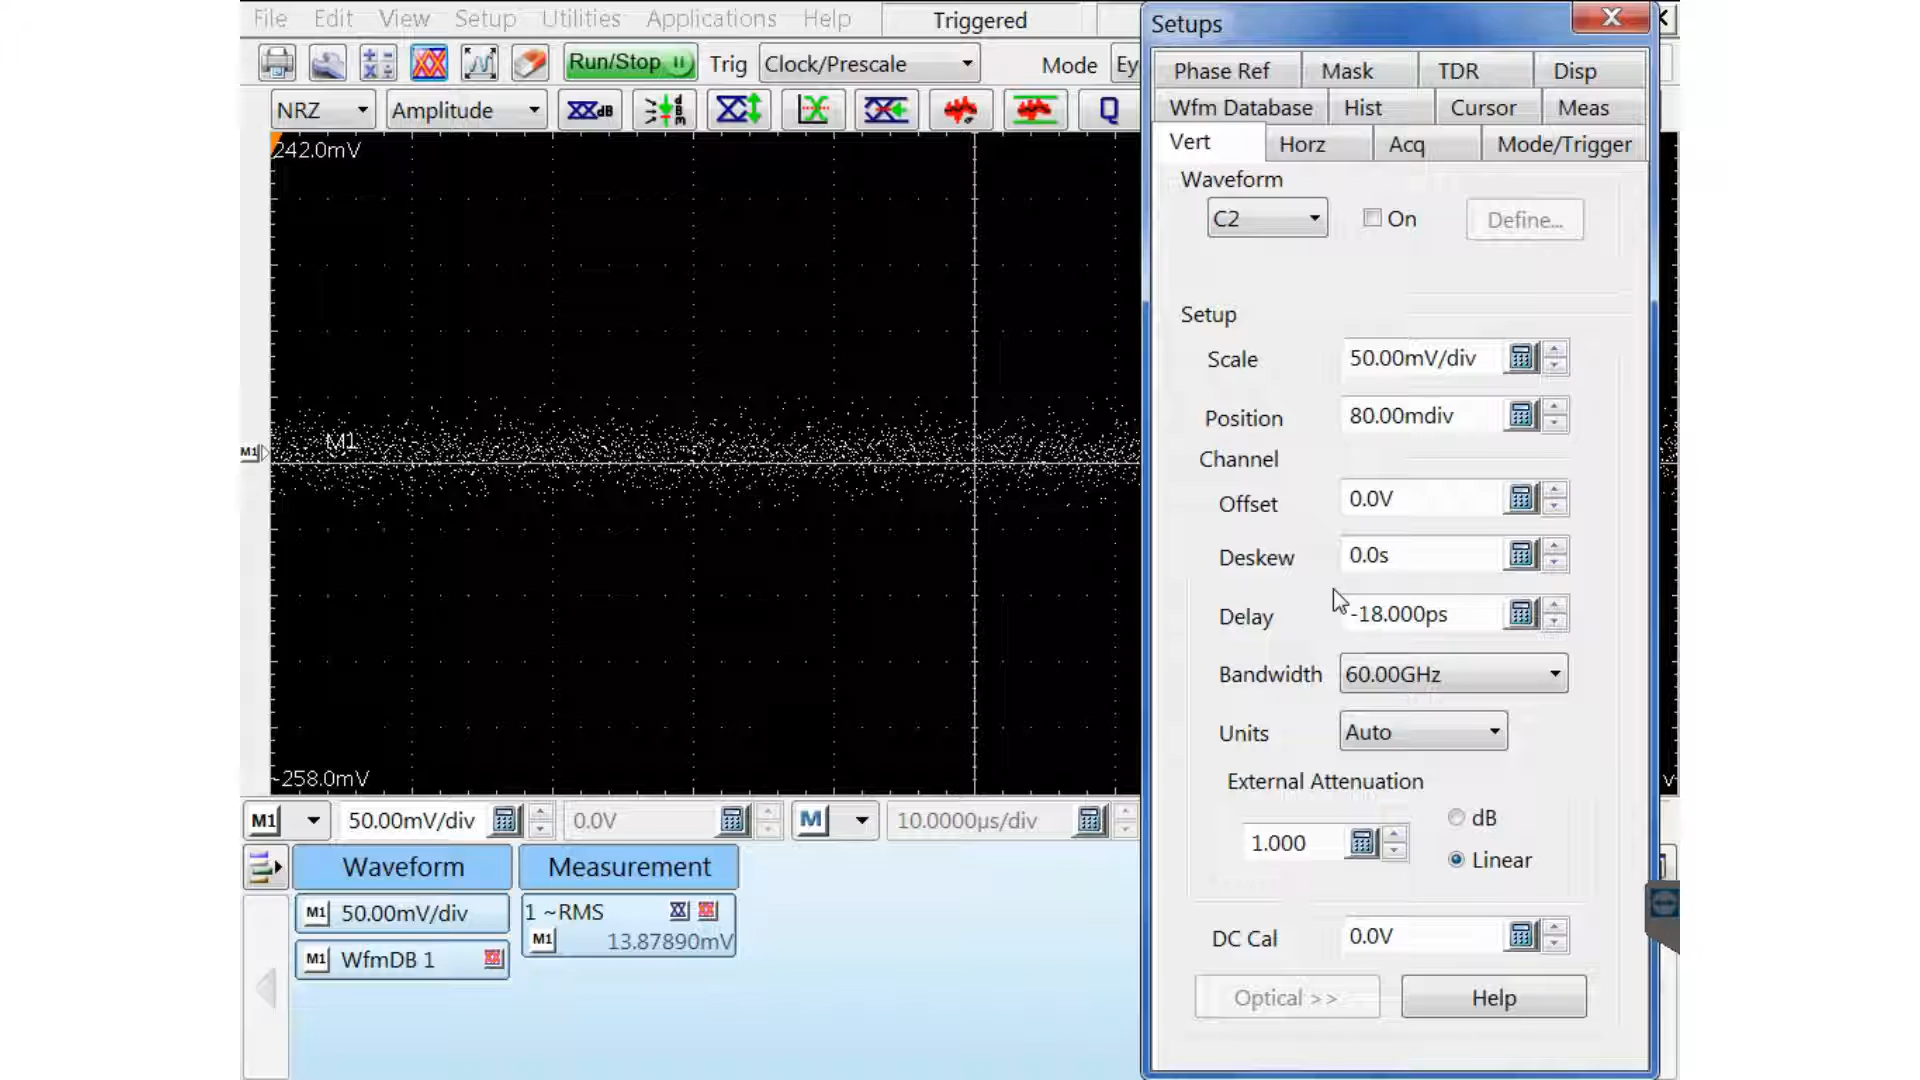 File Edit View Setup Utilities Applications Help Triggered
Run/Stop Trig Clock/Prescale Mode Ey
NRZ Amplitude dB dBm Q
242.0mV
M1
M1
-258.0mV
M1 50.00mV/div 0.0V M 10.0000µs/div
Waveform Measurement
M1 50.00mV/div
1 ~RMS
M1 13.87890mV
M1 WfmDB 1
Setups
Phase Ref Mask TDR Disp
Wfm Database Hist Cursor Meas
Vert Horz Acq Mode/Trigger
Waveform
C2 On Define...
Setup
Scale 50.00mV/div
Position 80.00mdiv
Channel
Offset 0.0V
Deskew 0.0s
Delay -18.000ps
Bandwidth 60.00GHz
Units Auto
External Attenuation
1.000 dB
Linear
DC Cal 0.0V
Optical >> Help